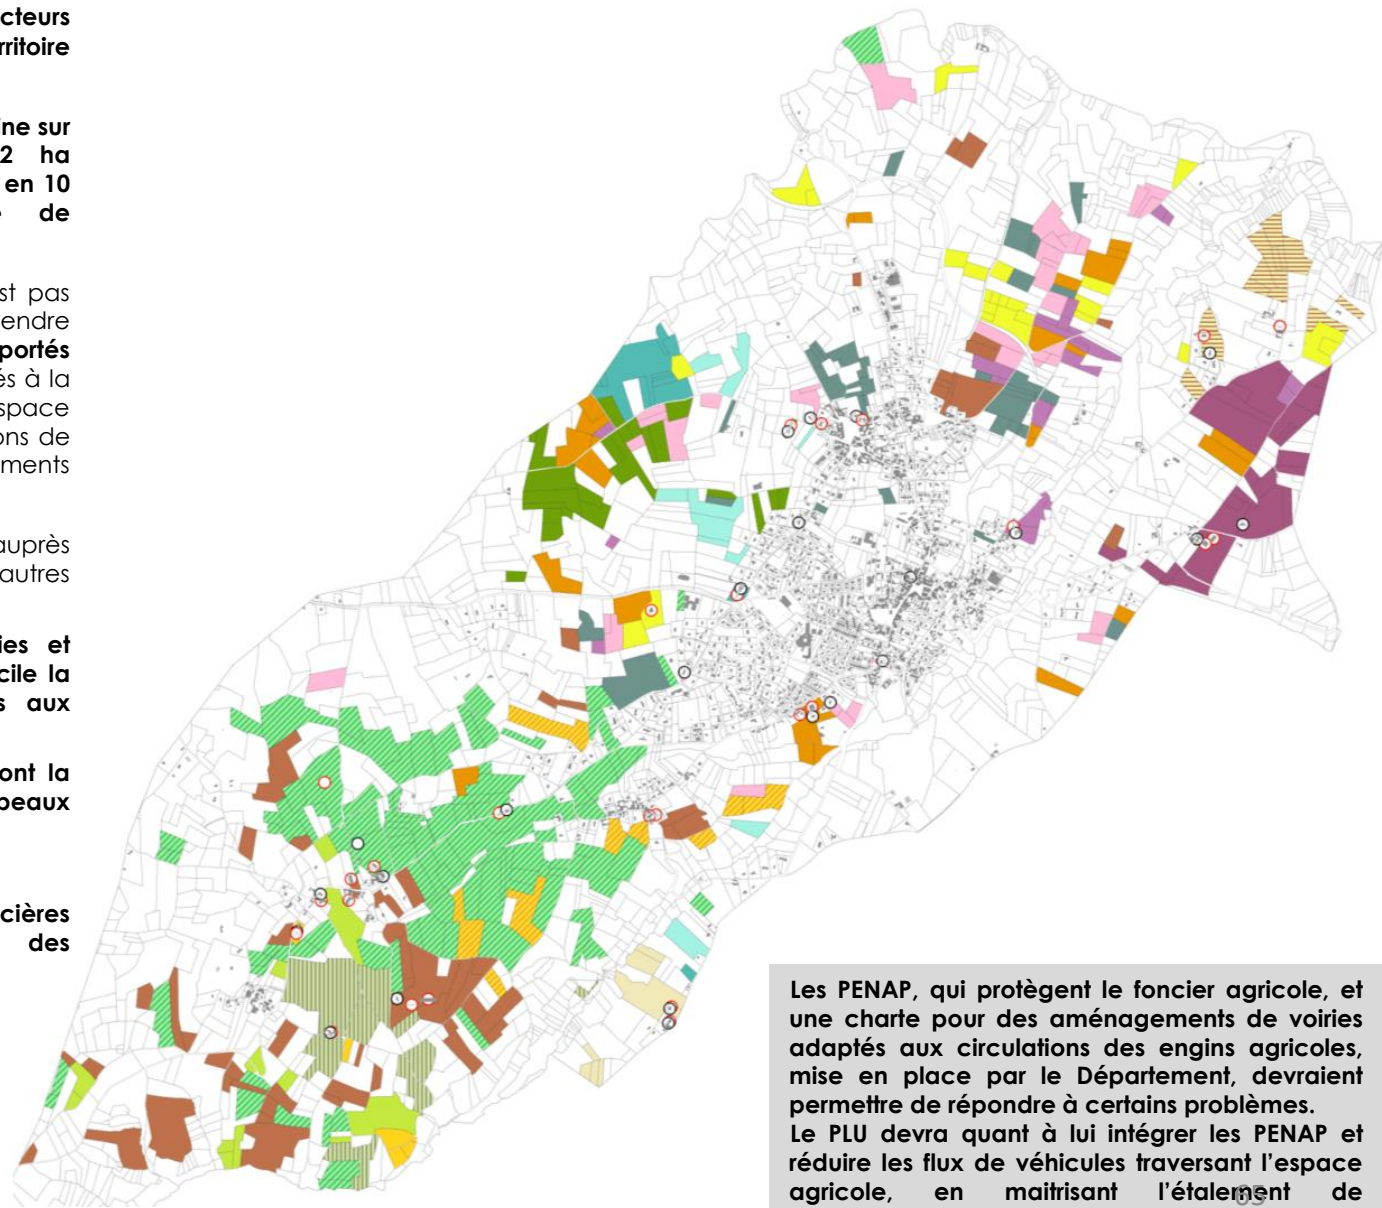 cteurs
rritoire
ine sur
2 ha
en 10
de
st pas
endre
portés
és à la
space
ons de
ements
auprès
autres
ies et
cile la
s aux
ont la
peaux
cières
des
Les PENAP, qui protègent le foncier agricole, et
une charte pour des aménagements de voiries
adaptés aux circulations des engins agricoles,
mise en place par le Département, devraient
permettre de répondre à certains problèmes.
Le PLU devra quant à lui intégrer les PENAP et
réduire les flux de véhicules traversant l'espace
agricole, en maitrisant l'étalement de
65